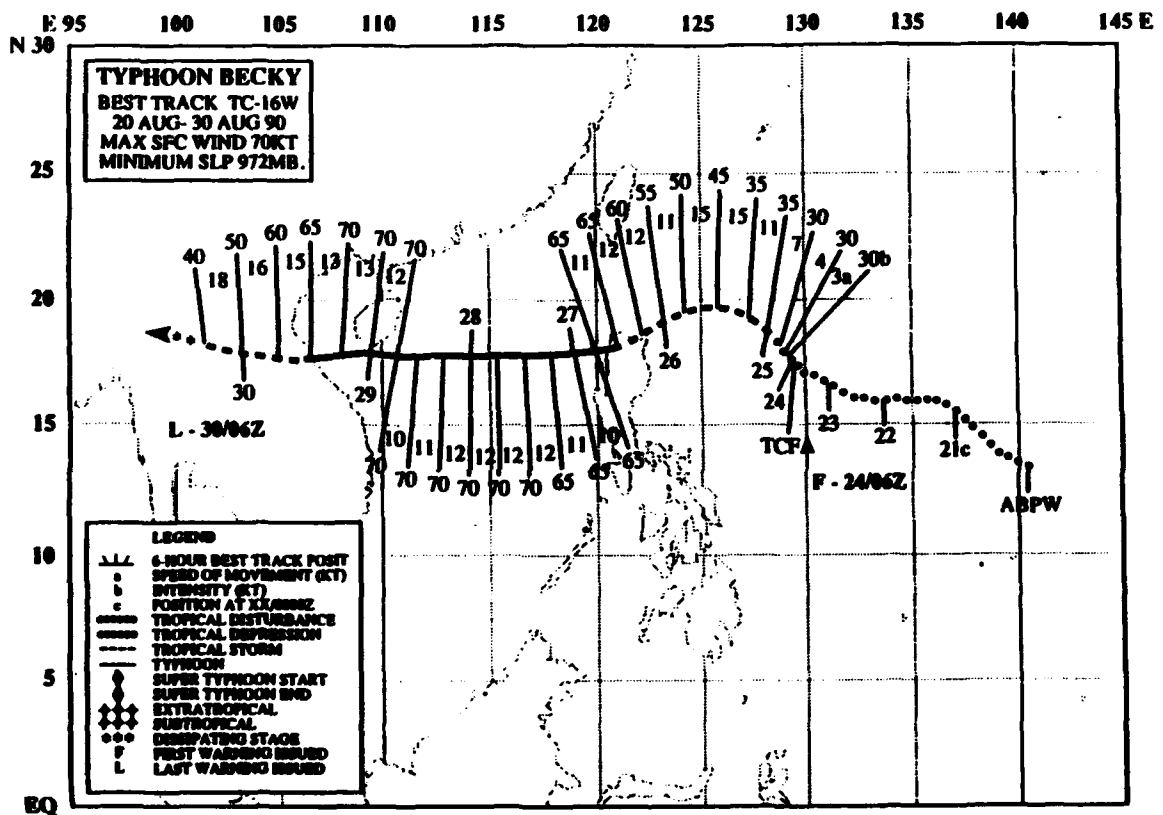 E 95 100 105 110 115 120 125 130 135 140 145 E
N 30
TYPHOON BECKY
BEST TRACK TC-16W
20 AUG- 30 AUG 90
MAX SFC WIND 70KT
MINIMUM SLP 972MB.
25
20
15
10
5
EQ
40 50 60 65 70 70 70 65 65 60 55 50 45 35 35 30 30 30b
18 16 15 13 13 12 11 12 12 11 15 15 11 7 4 3a
30 29 28 27 26 25 24 23 22 21c
70 70 70 70 70 70 65 65 65
10 11 12 12 12 12 11 10
L - 30/06Z
TCFA
F - 24/06Z
ABPW
LEGEND
6-HOUR BEST TRACK POSIT
a SPEED OF MOVEMENT (KT)
b INTENSITY (KT)
c POSITION AT XX/0000Z
TROPICAL DISTURBANCE
TROPICAL DEPRESSION
TROPICAL STORM
TYPHOON
SUPER TYPHOON START
SUPER TYPHOON END
EXTRATROPICAL
SUBTROPICAL
DISSIPATING STAGE
F FIRST WARNING ISSUED
L LAST WARNING ISSUED